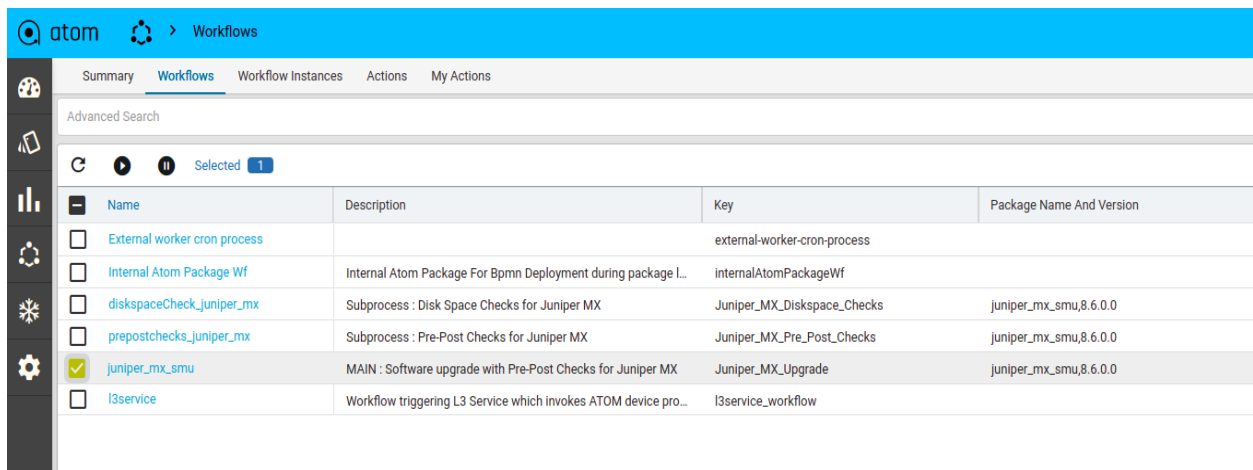 atom > Workflows
Summary Workflows Workflow Instances Actions My Actions
Advanced Search
Selected 1
Name Description Key Package Name And Version
External worker cron process external-worker-cron-process
Internal Atom Package Wf Internal Atom Package For Bpmn Deployment during package l... internalAtomPackageWf
diskspaceCheck_juniper_mx Subprocess : Disk Space Checks for Juniper MX Juniper_MX_Diskspace_Checks juniper_mx_smu,8.6.0.0
prepostchecks_juniper_mx Subprocess : Pre-Post Checks for Juniper MX Juniper_MX_Pre_Post_Checks juniper_mx_smu,8.6.0.0
juniper_mx_smu MAIN : Software upgrade with Pre-Post Checks for Juniper MX Juniper_MX_Upgrade juniper_mx_smu,8.6.0.0
l3service Workflow triggering L3 Service which invokes ATOM device pro... l3service_workflow